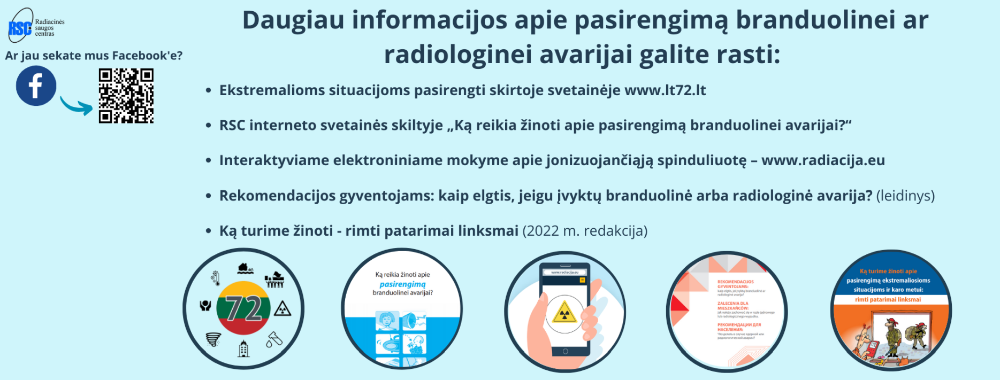 RSC Radiacinės
saugos
centras
Ar jau sekate mus Facebook'e?
Daugiau informacijos apie pasirengimą branduolinei ar
radiologinei avarijai galite rasti:
• Ekstremalioms situacijoms pasirengti skirtoje svetainėje www.lt72.lt
• RSC interneto svetainės skiltyje „Ką reikia žinoti apie pasirengimą branduolinei avarijai?“
• Interaktyviame elektroniniame mokyme apie jonizuojančiąją spinduliuotę – www.radiacija.eu
• Rekomendacijos gyventojams: kaip elgtis, jeigu įvyktų branduolinė arba radiologinė avarija? (leidinys)
• Ką turime žinoti - rimti patarimai linksmai (2022 m. redakcija)
72
Ką reikia žinoti apie
pasirengimą
branduolinei avarijai?
www.radiacija.eu
REKOMENDACIJOS
GYVENTOJAMS:
kaip elgtis, jei įvyktų branduolinė ar
radiologinė avarija?
ZALECENIA DLA
MIESZKAŃCÓW:
jak należy zachować się w razie jądrowego
lub radiologicznego wypadku.
РЕКОМЕНДАЦИИ ДЛЯ
НАСЕЛЕНИЯ:
Что делать в случае ядерной или
радиологической аварии?
Ką turime žinoti apie
pasirengimą ekstremaliosioms
situacijoms ir karo metui:
rimti patarimai linksmai
112